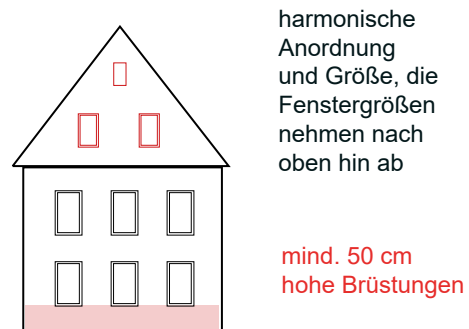 harmonische
Anordnung
und Größe, die
Fenstergrößen
nehmen nach
oben hin ab
mind. 50 cm
hohe Brüstungen